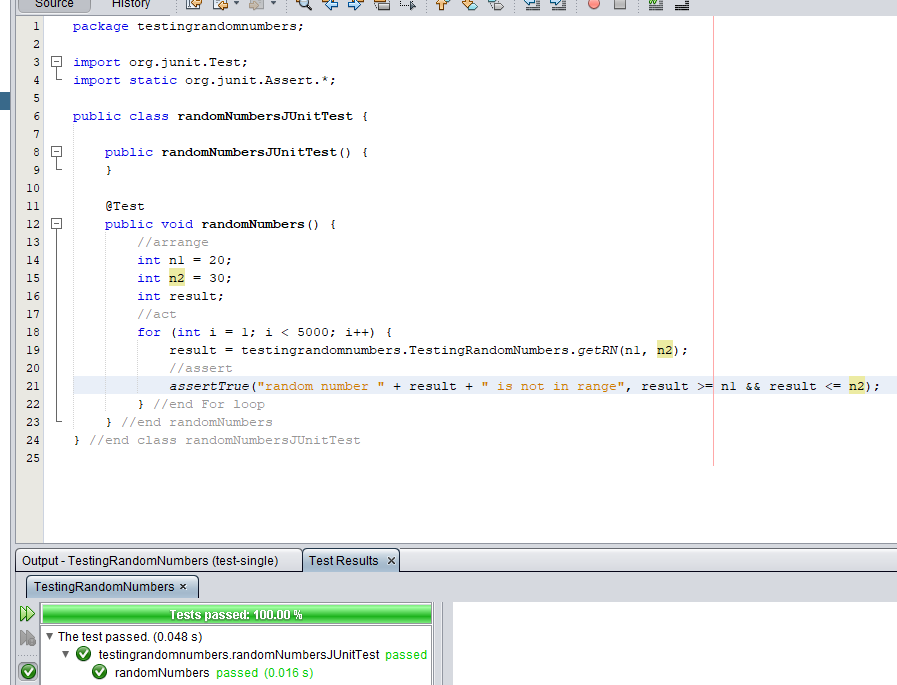 Source History
1 package testingrandomnumbers;
2
3 import org.junit.Test;
4 import static org.junit.Assert.*;
5
6 public class randomNumbersJUnitTest {
7
8 public randomNumbersJUnitTest() {
9 }
10
11 @Test
12 public void randomNumbers() {
13 //arrange
14 int n1 = 20;
15 int n2 = 30;
16 int result;
17 //act
18 for (int i = 1; i < 5000; i++) {
19 result = testingrandomnumbers.TestingRandomNumbers.getRN(n1, n2);
20 //assert
21 assertTrue("random number " + result + " is not in range", result >= n1 && result <= n2);
22 } //end For loop
23 } //end randomNumbers
24 } //end class randomNumbersJUnitTest
25
Output - TestingRandomNumbers (test-single) Test Results ×
TestingRandomNumbers ×
Tests passed: 100.00 %
The test passed. (0.048 s)
testingrandomnumbers.randomNumbersJUnitTest passed
randomNumbers passed (0.016 s)